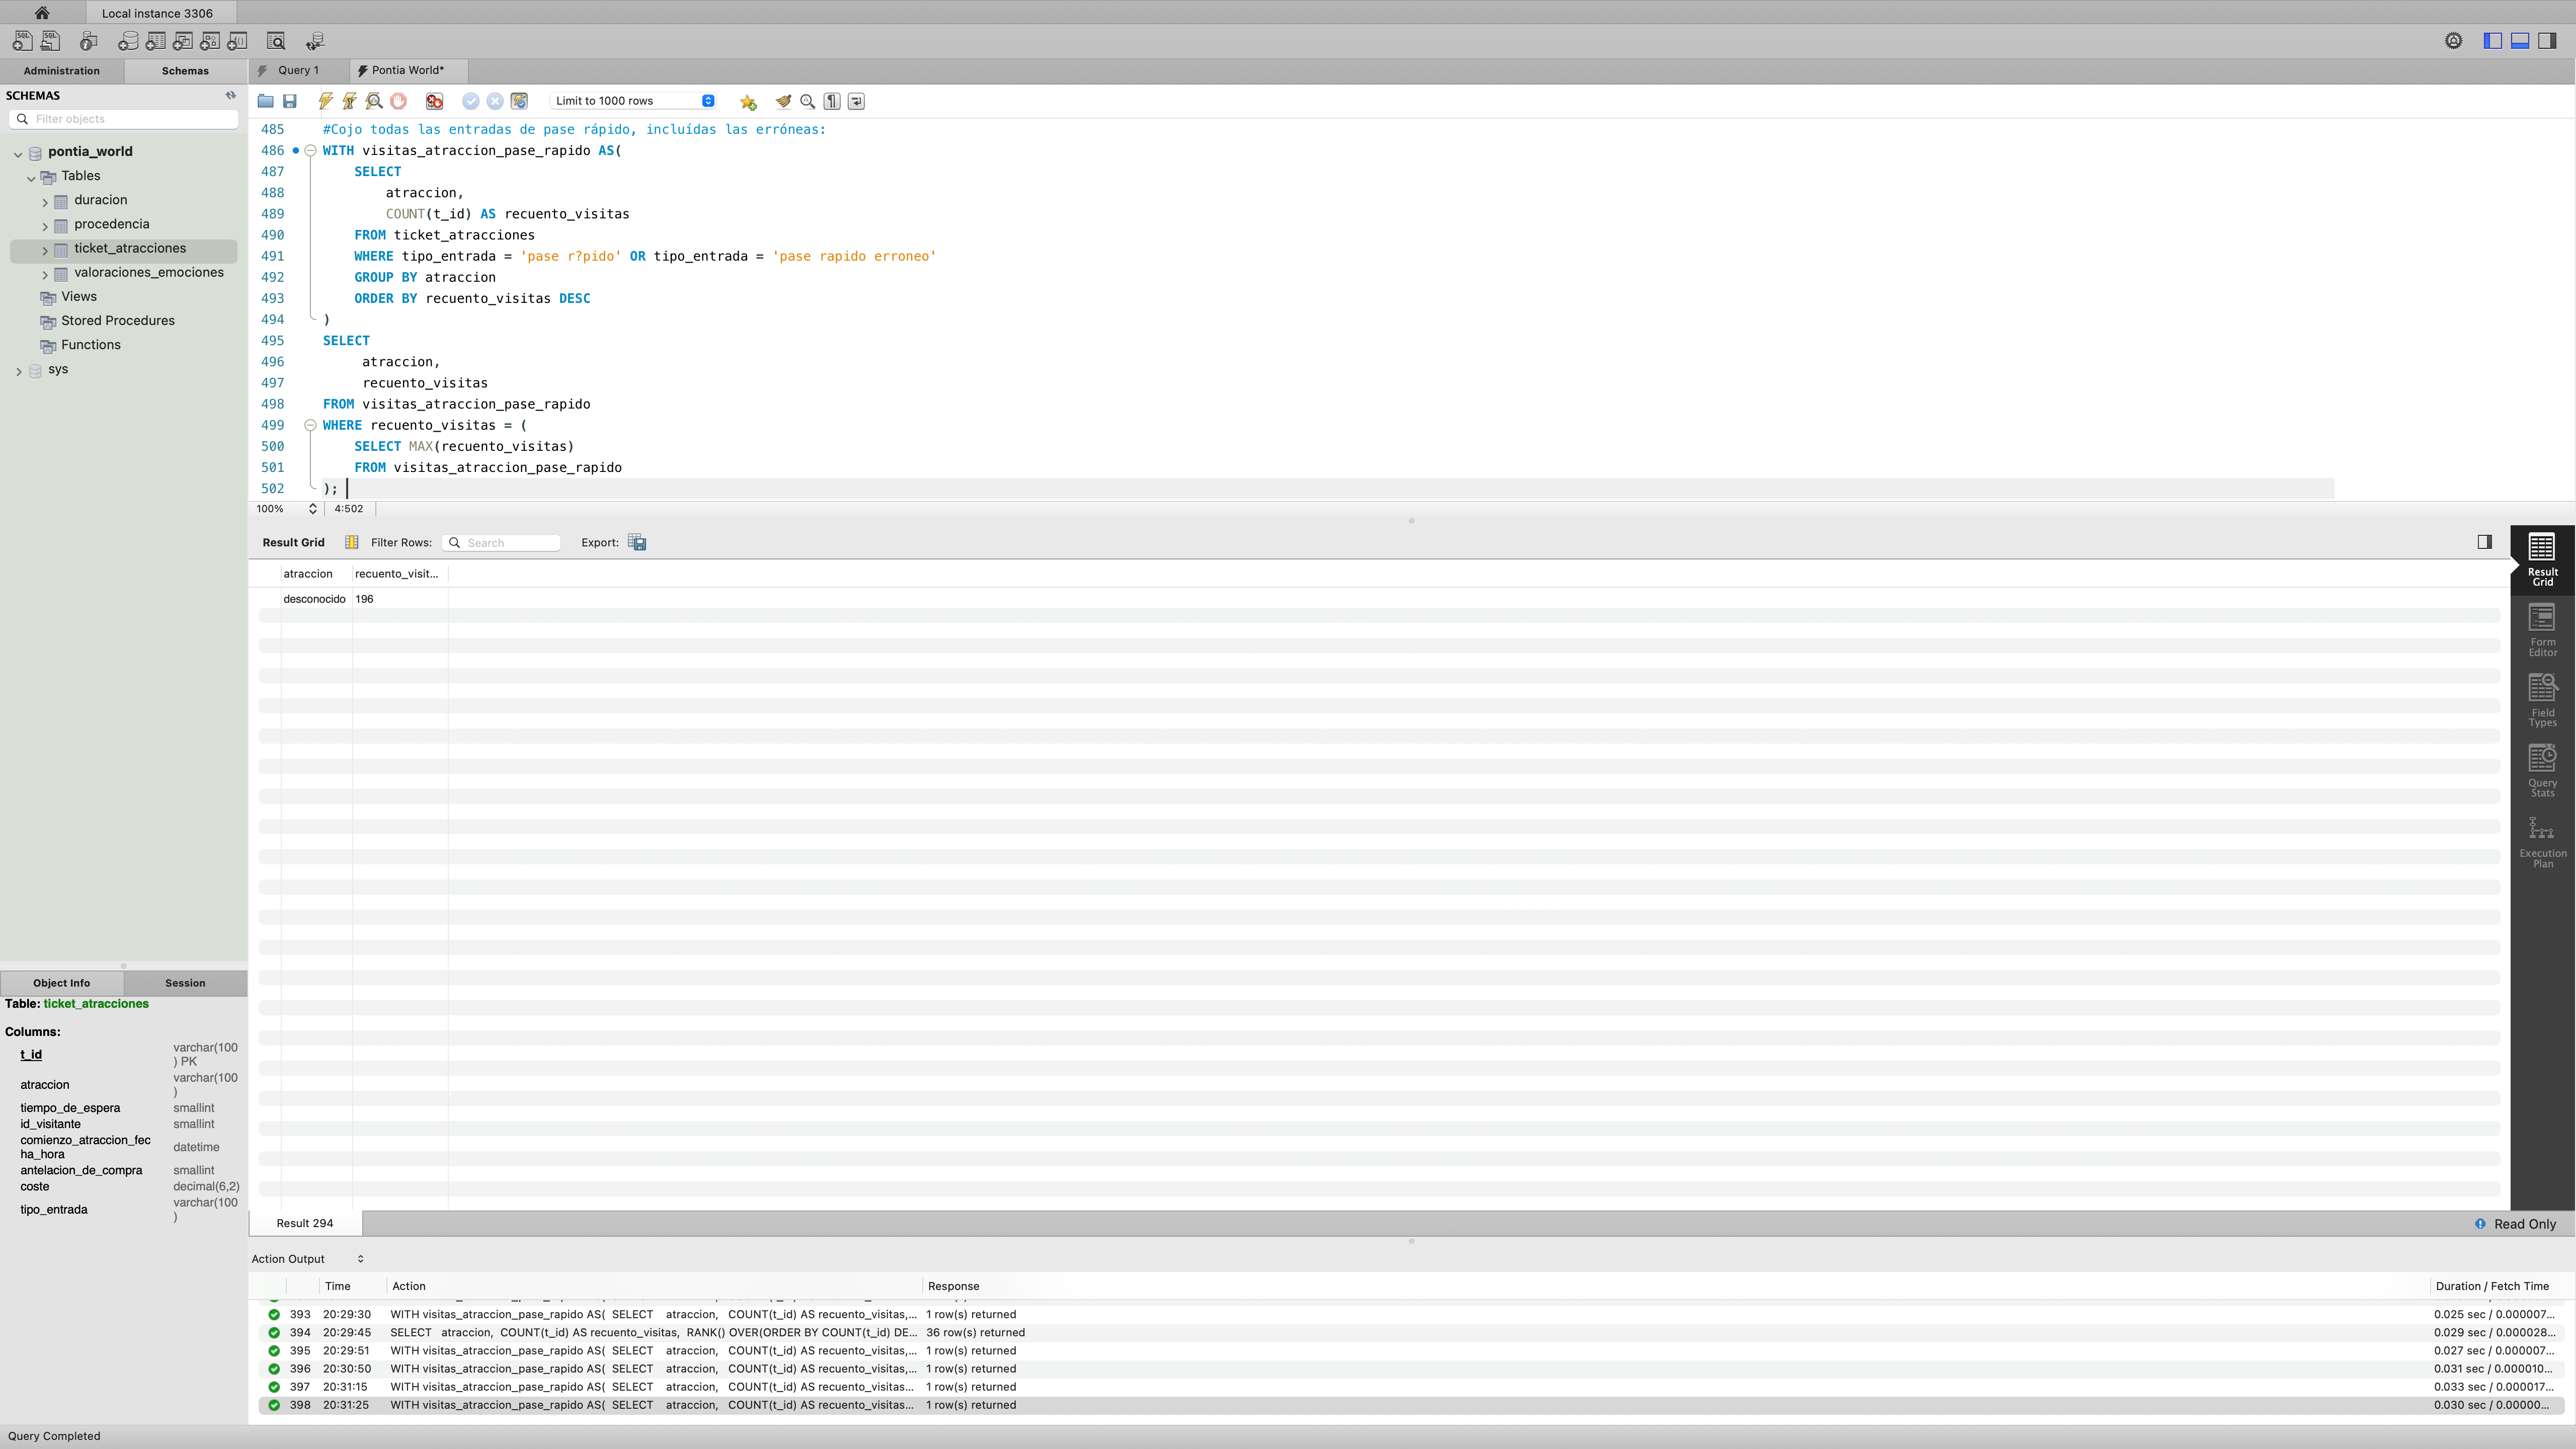 Local instance 3306
Administration
Schemas
Query 1
Pontia World*
SCHEMAS
Filter objects
pontia_world
Tables
duracion
procedencia
ticket_atracciones
valoraciones_emociones
Views
Stored Procedures
Functions
sys
Limit to 1000 rows
485 #Cojo todas las entradas de pase rápido, incluídas las erróneas:
486 WITH visitas_atraccion_pase_rapido AS(
487 SELECT
488 atraccion,
489 COUNT(t_id) AS recuento_visitas
490 FROM ticket_atracciones
491 WHERE tipo_entrada = 'pase r?pido' OR tipo_entrada = 'pase rapido erroneo'
492 GROUP BY atraccion
493 ORDER BY recuento_visitas DESC
494 )
495 SELECT
496 atraccion,
497 recuento_visitas
498 FROM visitas_atraccion_pase_rapido
499 WHERE recuento_visitas = (
500 SELECT MAX(recuento_visitas)
501 FROM visitas_atraccion_pase_rapido
502 );
100% 4:502
Result Grid Filter Rows: Search Export:
atraccion recuento_visit...
desconocido 196
Result
Grid
Form
Editor
Field
Types
Query
Stats
Execution
Plan
Object Info Session
Table: ticket_atracciones
Columns:
t_id varchar(100
) PK
atraccion varchar(100
)
tiempo_de_espera smallint
id_visitante smallint
comienzo_atraccion_fec
ha_hora datetime
antelacion_de_compra smallint
coste decimal(6,2)
tipo_entrada varchar(100
)
Result 294
Read Only
Action Output
Time Action Response Duration / Fetch Time
393 20:29:30 WITH visitas_atraccion_pase_rapido AS( SELECT atraccion, COUNT(t_id) AS recuento_visitas,... 1 row(s) returned 0.025 sec / 0.000007...
394 20:29:45 SELECT atraccion, COUNT(t_id) AS recuento_visitas, RANK() OVER(ORDER BY COUNT(t_id) DE... 36 row(s) returned 0.029 sec / 0.000028...
395 20:29:51 WITH visitas_atraccion_pase_rapido AS( SELECT atraccion, COUNT(t_id) AS recuento_visitas,... 1 row(s) returned 0.027 sec / 0.000007...
396 20:30:50 WITH visitas_atraccion_pase_rapido AS( SELECT atraccion, COUNT(t_id) AS recuento_visitas,... 1 row(s) returned 0.031 sec / 0.000010...
397 20:31:15 WITH visitas_atraccion_pase_rapido AS( SELECT atraccion, COUNT(t_id) AS recuento_visitas... 1 row(s) returned 0.033 sec / 0.000017...
398 20:31:25 WITH visitas_atraccion_pase_rapido AS( SELECT atraccion, COUNT(t_id) AS recuento_visitas... 1 row(s) returned 0.030 sec / 0.00000...
Query Completed